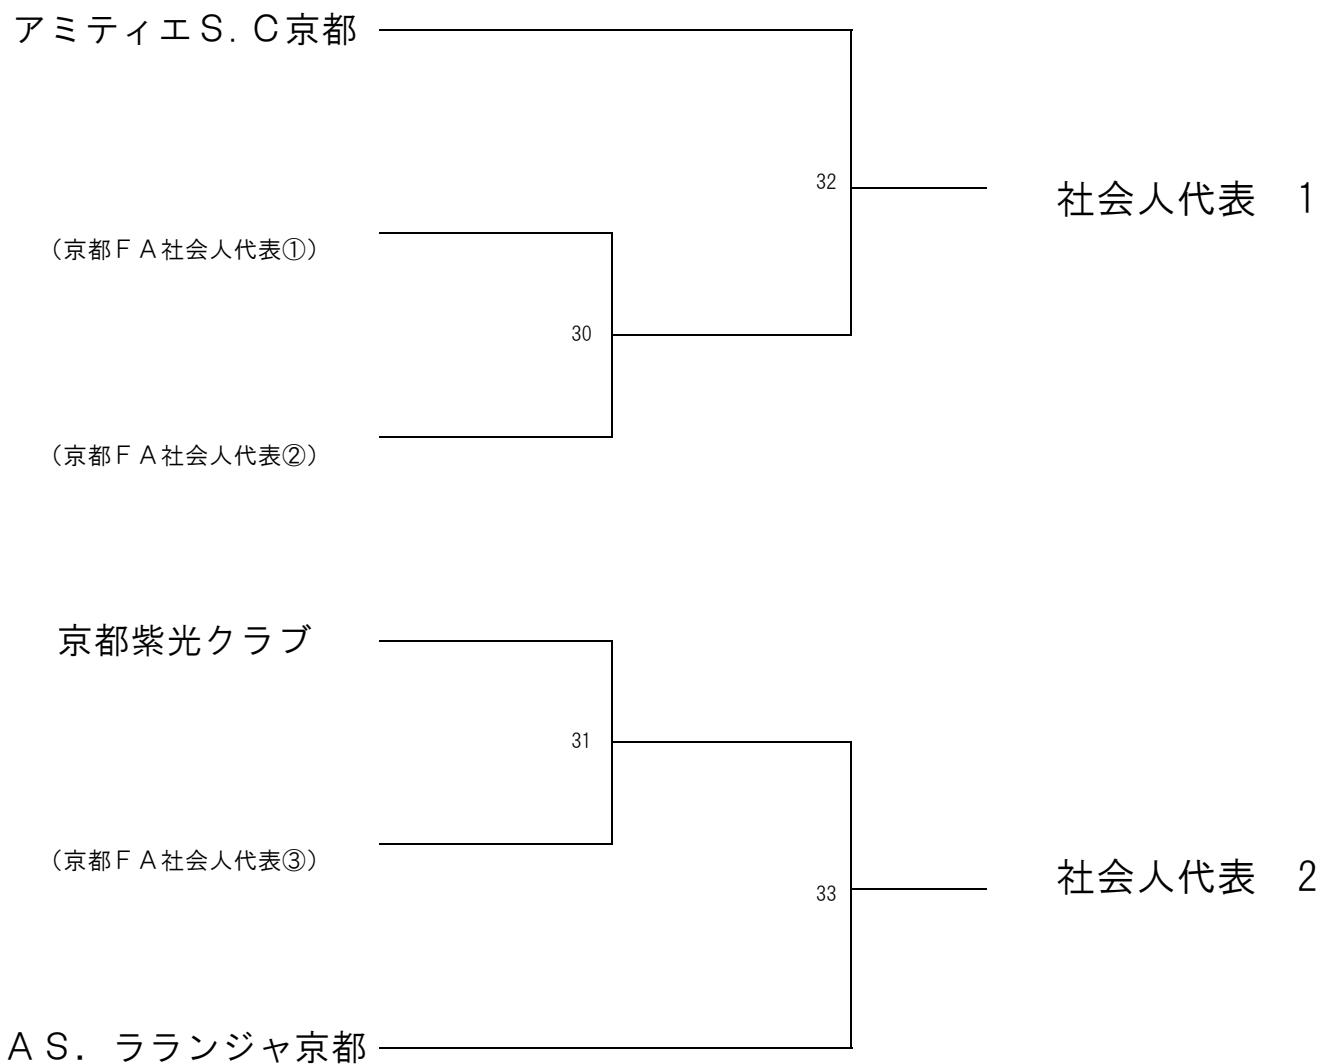 アミティエＳ．Ｃ京都
32
社会人代表　1
（京都ＦＡ社会人代表①）
30
（京都ＦＡ社会人代表②）
京都紫光クラブ
31
（京都ＦＡ社会人代表③）
33
社会人代表　2
ＡＳ．ラランジャ京都